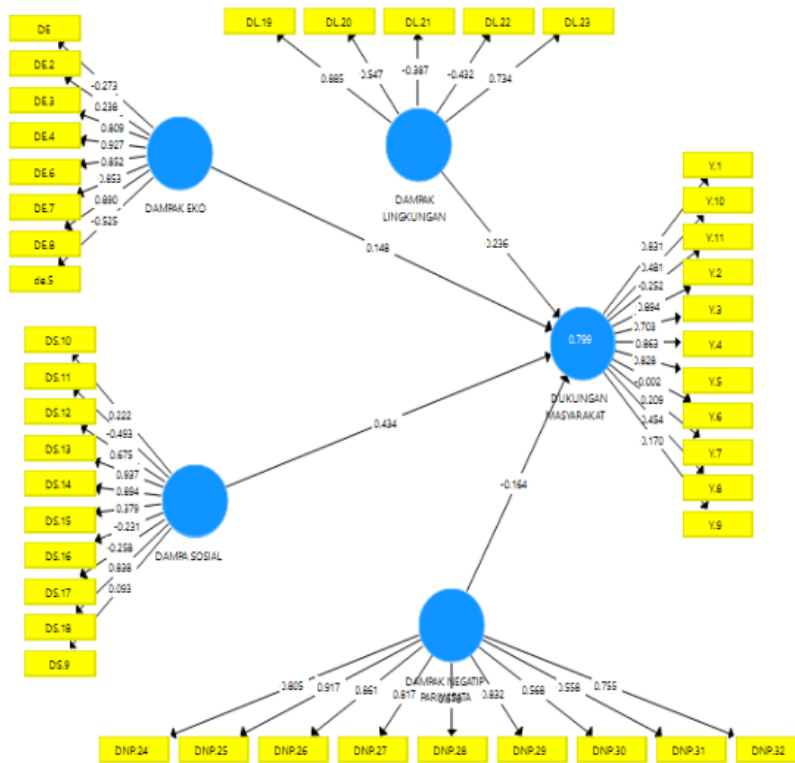 DE
DE.2
DE.3
DE.4
DE.6
DE.7
DE.8
de.5
-0.273
0.238
0.809
0.927
0.852
0.853
0.890
-0.525
DAMPAK EKO
DL.19
DL.20
DL.21
DL.22
DL.23
0.885
0.547
-0.387
-0.432
0.734
DAMPAK
LINGKUNGAN
0.148
0.236
0.434
-0.164
DS.10
DS.11
DS.12
DS.13
DS.14
DS.15
DS.16
DS.17
DS.18
DS.9
0.222
-0.493
0.675
0.937
0.894
0.379
-0.231
-0.258
0.838
0.093
DAMPA SOSIAL
0.799
DUKUNGAN
MASYARAKAT
Y.1
Y.10
Y.11
Y.2
Y.3
Y.4
Y.5
Y.6
Y.7
Y.8
Y.9
0.831
0.481
-0.252
0.894
0.703
0.863
0.828
-0.002
0.209
0.454
0.170
DAMPAK NEGATIP
PARIWISATA
0.805
0.917
0.861
0.817
0.832
0.568
0.558
0.755
DNP.24
DNP.25
DNP.26
DNP.27
DNP.28
DNP.29
DNP.30
DNP.31
DNP.32